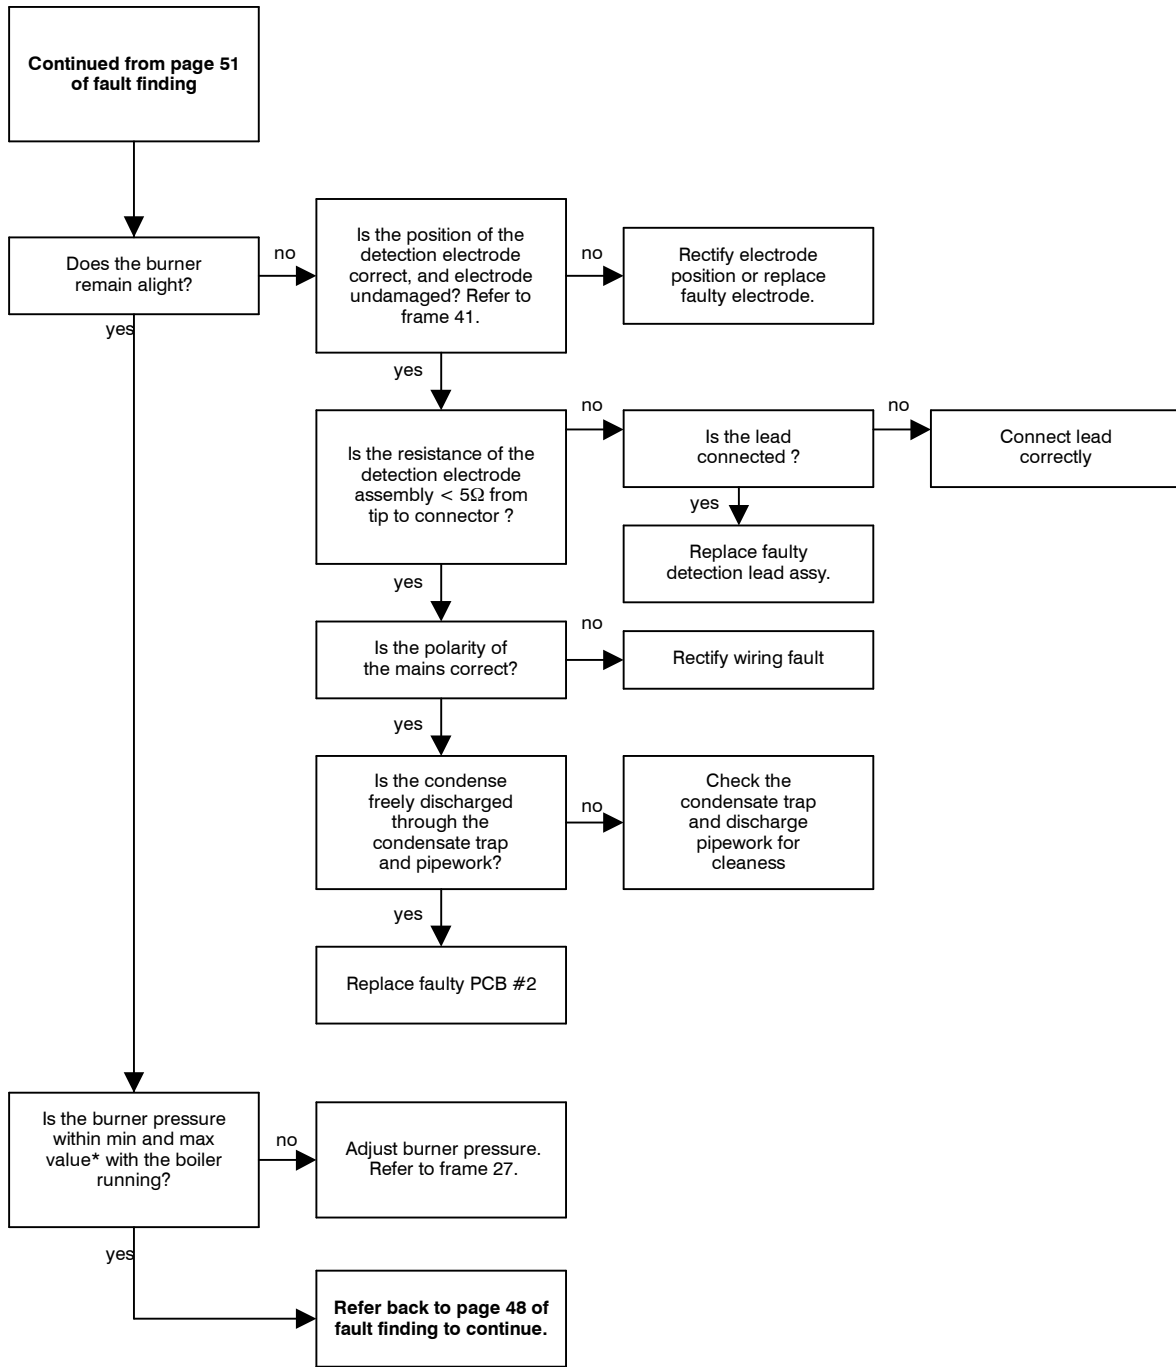 Continued from page 51
of fault finding
Does the burner
remain alight?
no
Is the position of the
detection electrode
correct, and electrode
undamaged? Refer to
frame 41.
no
Rectify electrode
position or replace
faulty electrode.
yes
yes
Is the resistance of the
detection electrode
assembly < 5Ω from
tip to connector ?
no
Is the lead
connected ?
no
Connect lead
correctly
yes
Replace faulty
detection lead assy.
yes
Is the polarity of
the mains correct?
no
Rectify wiring fault
yes
Is the condense
freely discharged
through the
condensate trap
and pipework?
no
Check the
condensate trap
and discharge
pipework for
cleaness
yes
Replace faulty PCB #2
Is the burner pressure
within min and max
value* with the boiler
running?
no
Adjust burner pressure.
Refer to frame 27.
yes
Refer back to page 48 of
fault finding to continue.